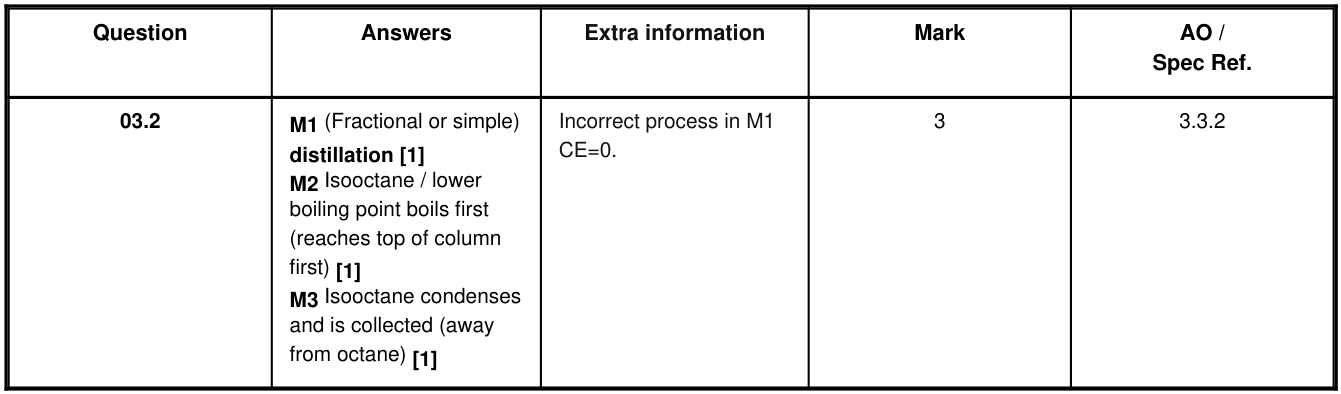 Question Answers Extra information Mark AO /
Spec Ref.
03.2 M1 (Fractional or simple) Incorrect process in M1 3 3.3.2
distillation [1] CE=0.
M2 Isooctane / lower
boiling point boils first
(reaches top of column
first) [1]
M3 Isooctane condenses
and is collected (away
from octane) [1]